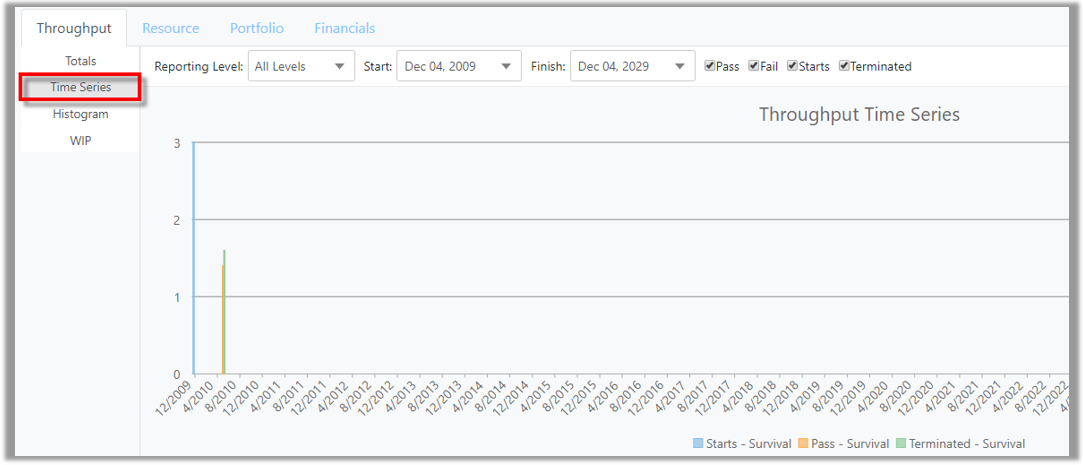 Throughput Resource Portfolio Financials
Totals
Time Series
Histogram
WIP
Reporting Level: All Levels Start: Dec 04, 2009 Finish: Dec 04, 2029 Pass Fail Starts Terminated
Throughput Time Series
3
2
1
0
12/2009 4/2010 8/2010 12/2010 4/2011 8/2011 12/2011 4/2012 8/2012 12/2012 4/2013 8/2013 12/2013 4/2014 8/2014 12/2014 4/2015 8/2015 12/2015 4/2016 8/2016 12/2016 4/2017 8/2017 12/2017 4/2018 8/2018 12/2018 4/2019 8/2019 12/2019 4/2020 8/2020 12/2020 4/2021 8/2021 12/2021 4/2022 8/2022 12/2022
Starts - Survival Pass - Survival Terminated - Survival